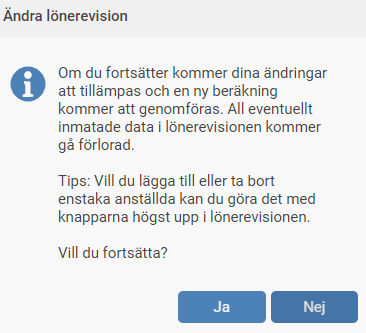 Ändra lönerevision
Om du fortsätter kommer dina ändringar
att tillämpas och en ny beräkning
kommer att genomföras. All eventuellt
inmatade data i lönerevisionen kommer
gå förlorad.
Tips: Vill du lägga till eller ta bort
enstaka anställda kan du göra det med
knapparna högst upp i lönerevisionen.
Vill du fortsätta?
Ja
Nej